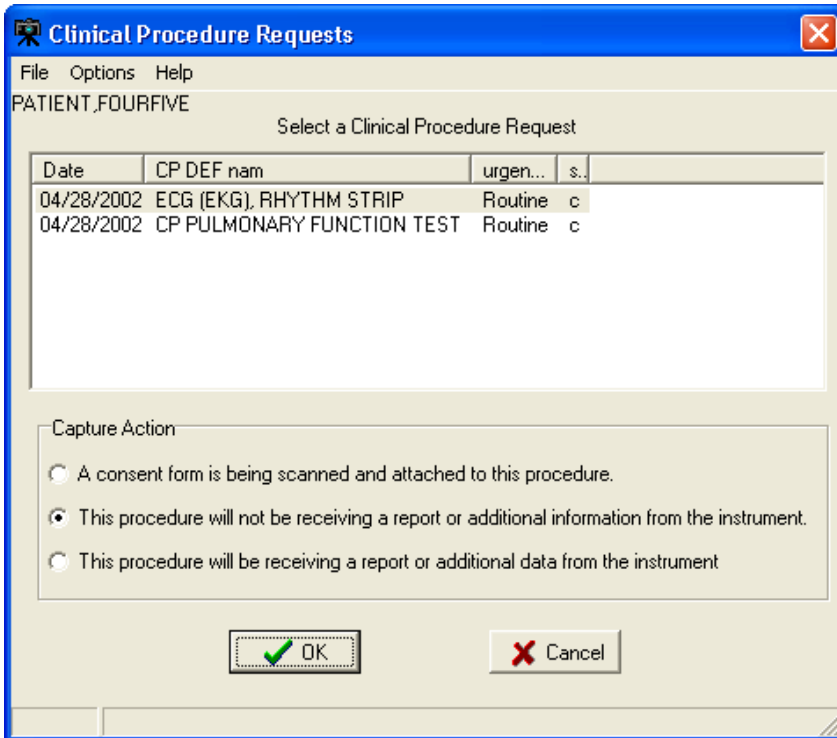 Clinical Procedure Requests
File Options Help
PATIENT,FOURFIVE
Select a Clinical Procedure Request
Date CP DEF nam urgen... s..
04/28/2002 ECG (EKG), RHYTHM STRIP Routine c
04/28/2002 CP PULMONARY FUNCTION TEST Routine c
Capture Action
A consent form is being scanned and attached to this procedure.
This procedure will not be receiving a report or additional information from the instrument.
This procedure will be receiving a report or additional data from the instrument
OK Cancel